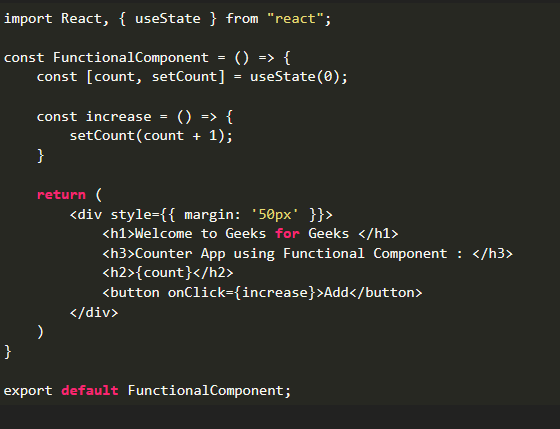 import React, { useState } from "react";
const FunctionalComponent = () => {
const [count, setCount] = useState(0);
const increase = () => {
setCount(count + 1);
}
return (
<div style={{ margin: '50px' }}>
<h1>Welcome to Geeks for Geeks </h1>
<h3>Counter App using Functional Component : </h3>
<h2>{count}</h2>
<button onClick={increase}>Add</button>
</div>
)
}
export default FunctionalComponent;